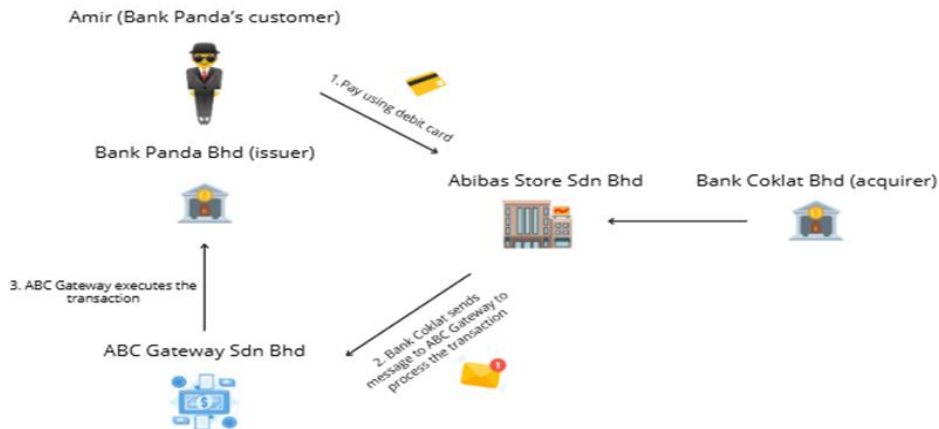 Amir (Bank Panda's customer)
1. Pay using debit card
Bank Panda Bhd (issuer)
Abibas Store Sdn Bhd
Bank Coklat Bhd (acquirer)
3. ABC Gateway executes the
transaction
2. Bank Coklat sends
message to ABC Gateway to
process the transaction
ABC Gateway Sdn Bhd
1